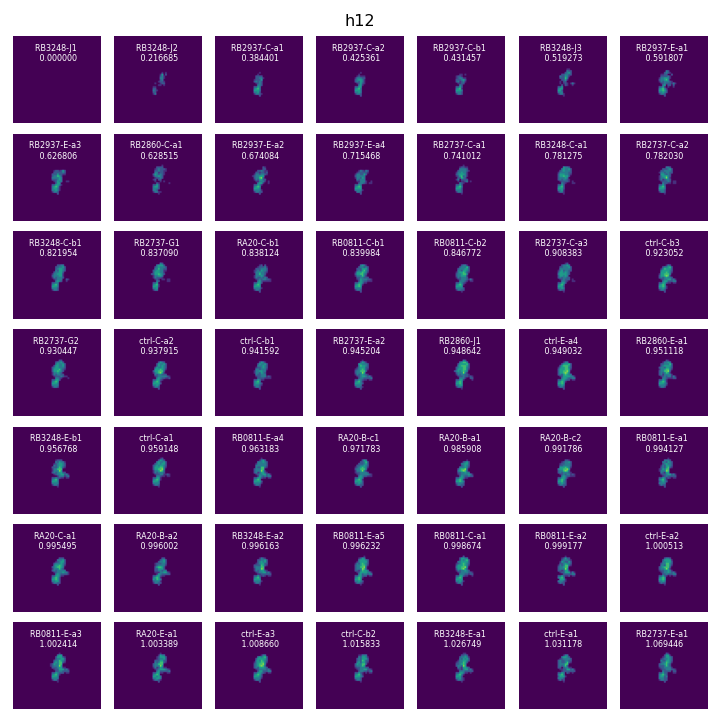 h12
RB3248-J1
0.000000
RB3248-J2
0.216685
RB2937-C-a1
0.384401
RB2937-C-a2
0.425361
RB2937-C-b1
0.431457
RB3248-J3
0.519273
RB2937-E-a1
0.591807
RB2937-E-a3
0.626806
RB2860-C-a1
0.628515
RB2937-E-a2
0.674084
RB2937-E-a4
0.715468
RB2737-C-a1
0.741012
RB3248-C-a1
0.781275
RB2737-C-a2
0.782030
RB3248-C-b1
0.821954
RB2737-G1
0.837090
RA20-C-b1
0.838124
RB0811-C-b1
0.839984
RB0811-C-b2
0.846772
RB2737-C-a3
0.908383
ctrl-C-b3
0.923052
RB2737-G2
0.930447
ctrl-C-a2
0.937915
ctrl-C-b1
0.941592
RB2737-E-a2
0.945204
RB2860-J1
0.948642
ctrl-E-a4
0.949032
RB2860-E-a1
0.951118
RB3248-E-b1
0.956768
ctrl-C-a1
0.959148
RB0811-E-a4
0.963183
RA20-B-c1
0.971783
RA20-B-a1
0.985908
RA20-B-c2
0.991786
RB0811-E-a1
0.994127
RA20-C-a1
0.995495
RA20-B-a2
0.996002
RB3248-E-a2
0.996163
RB0811-E-a5
0.996232
RB0811-C-a1
0.998674
RB0811-E-a2
0.999177
ctrl-E-a2
1.000513
RB0811-E-a3
1.002414
RA20-E-a1
1.003389
ctrl-E-a3
1.008660
ctrl-C-b2
1.015833
RB3248-E-a1
1.026749
ctrl-E-a1
1.031178
RB2737-E-a1
1.069446